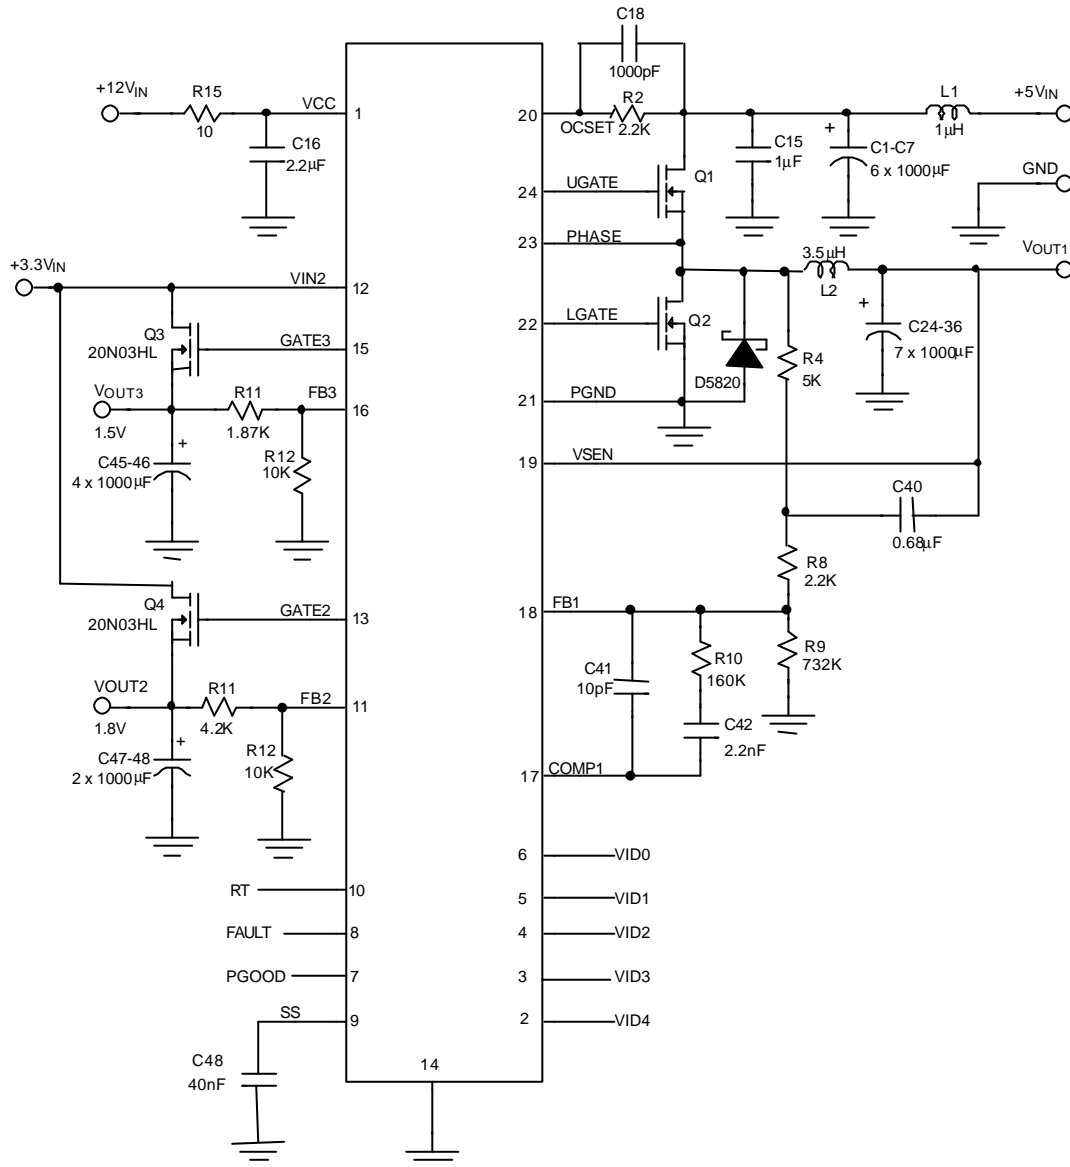 C18
1000pF
+12VIN
R15
10
VCC
1
C16
2.2µF
20
OCSET
R2
2.2K
L1
1µH
+5VIN
C15
1µF
+
C1-C7
6 x 1000µF
GND
24
UGATE
Q1
23
PHASE
+3.3VIN
VIN2
12
3.5µH
L2
VOUT1
Q3
20N03HL
GATE3
15
22
LGATE
Q2
D5820
R4
5K
+
C24-36
7 x 1000µF
VOUT3
1.5V
R11
1.87K
FB3
16
21
PGND
+
C45-46
4 x 1000µF
R12
10K
19
VSEN
C40
0.68µF
R8
2.2K
Q4
20N03HL
GATE2
13
18
FB1
R9
732K
C41
10pF
R10
160K
C42
2.2nF
VOUT2
1.8V
R11
4.2K
FB2
11
+
C47-48
2 x 1000µF
R12
10K
17
COMP1
6
VID0
RT
10
5
VID1
FAULT
8
4
VID2
PGOOD
7
3
VID3
SS
9
2
VID4
C48
40nF
14